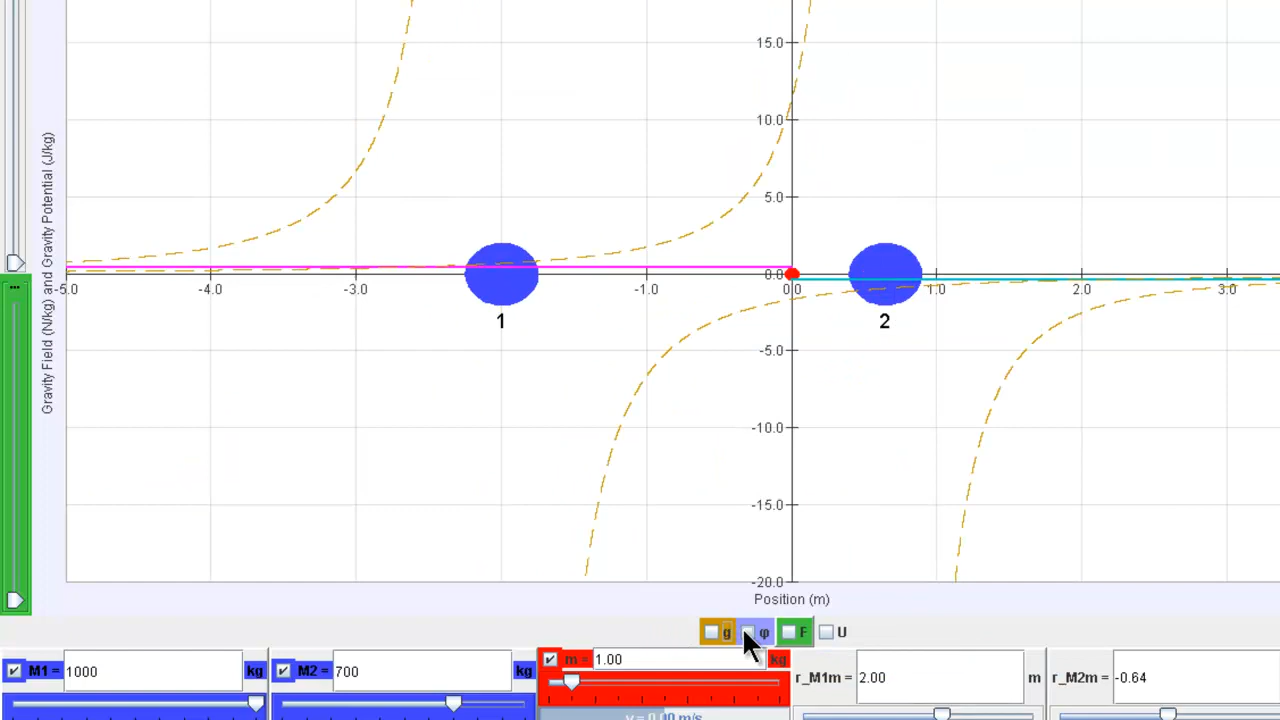 15.0
10.0
5.0
0.0
-5.0 -4.0 -3.0 -1.0 0.0 1.0 2.0 3.0
1 2
-5.0
-10.0
-15.0
-20.0
Gravity Field (N/kg) and Gravity Potential (J/kg)
Position (m)
g φ F U
M1 = 1000 kg M2 = 700 kg m = 1.00 kg r_M1m = 2.00 m r_M2m = -0.64
v = 0.00 m/s